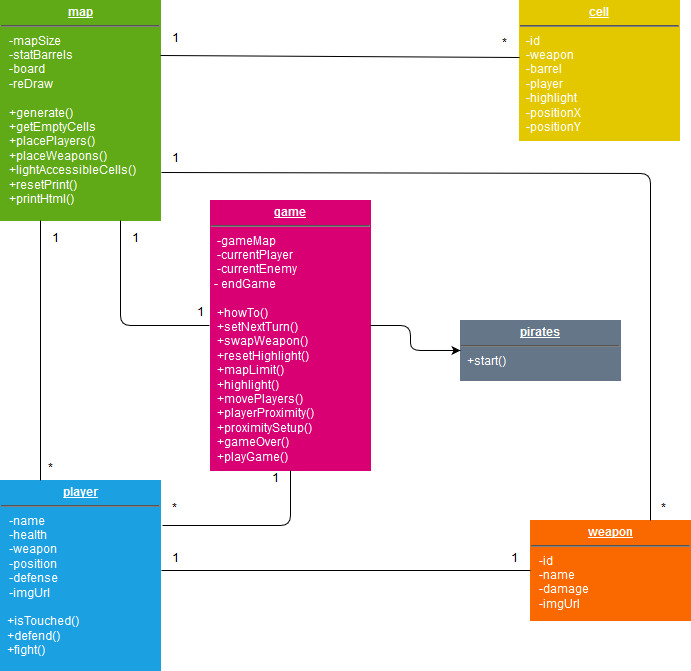 map
-mapSize
-statBarrels
-board
-reDraw
+generate()
+getEmptyCells
+placePlayers()
+placeWeapons()
+lightAccessibleCells()
+resetPrint()
+printHtml()
1
*
cell
-id
-weapon
-barrel
-player
-highlight
-positionX
-positionY
1
1
1
game
-gameMap
-currentPlayer
-currentEnemy
- endGame
+howTo()
+setNextTurn()
+swapWeapon()
+resetHighlight()
+mapLimit()
+highlight()
+movePlayers()
+playerProximity()
+proximitySetup()
+gameOver()
+playGame()
1
pirates
+start()
*
1
*
*
player
-name
-health
-weapon
-position
-defense
-imgUrl
+isTouched()
+defend()
+fight()
1
1
weapon
-id
-name
-damage
-imgUrl